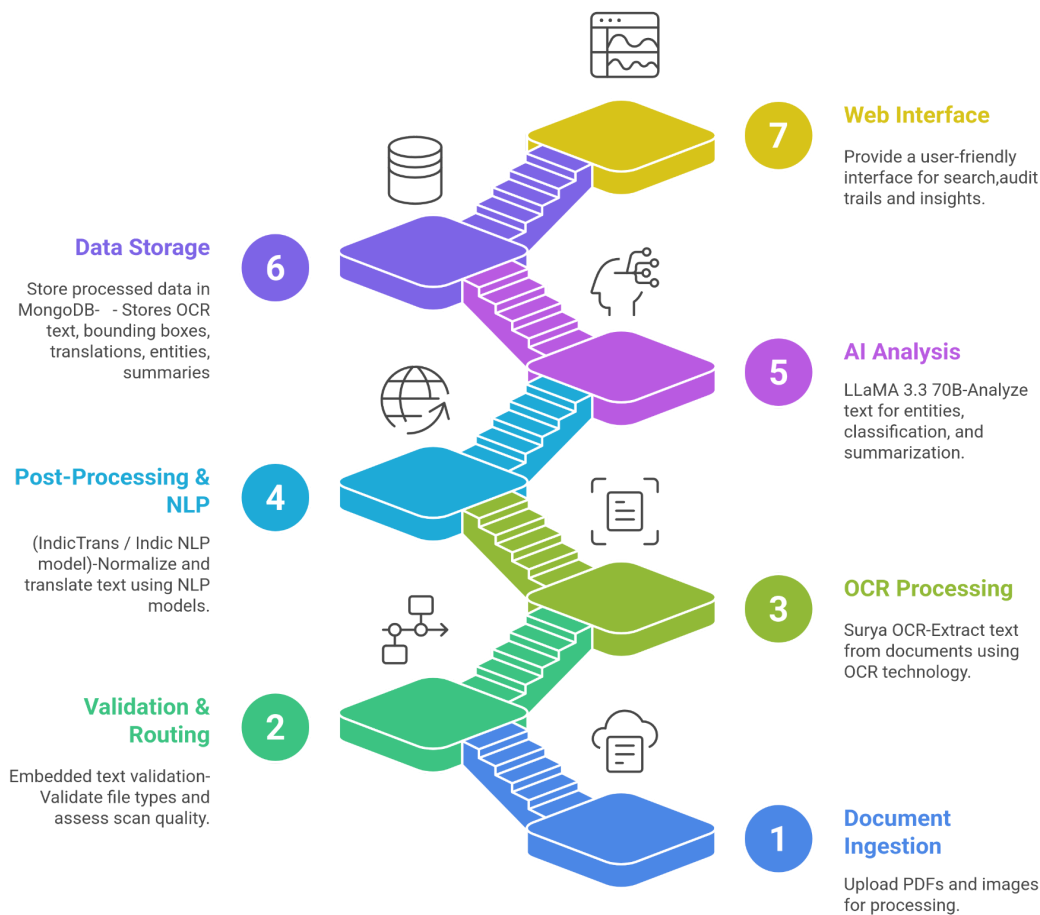 7
Web Interface
Provide a user-friendly
interface for search,audit
trails and insights.
Data Storage
6
Store processed data in
MongoDB- - Stores OCR
text, bounding boxes,
translations, entities,
summaries
AI Analysis
5
LLaMA 3.3 70B-Analyze
text for entities,
classification, and
summarization.
Post-Processing &
NLP
4
(IndicTrans / Indic NLP
model)-Normalize and
translate text using NLP
models.
OCR Processing
3
Surya OCR-Extract text
from documents using
OCR technology.
Validation &
Routing
2
Embedded text validation-
Validate file types and
assess scan quality.
1
Document
Ingestion
Upload PDFs and images
for processing.